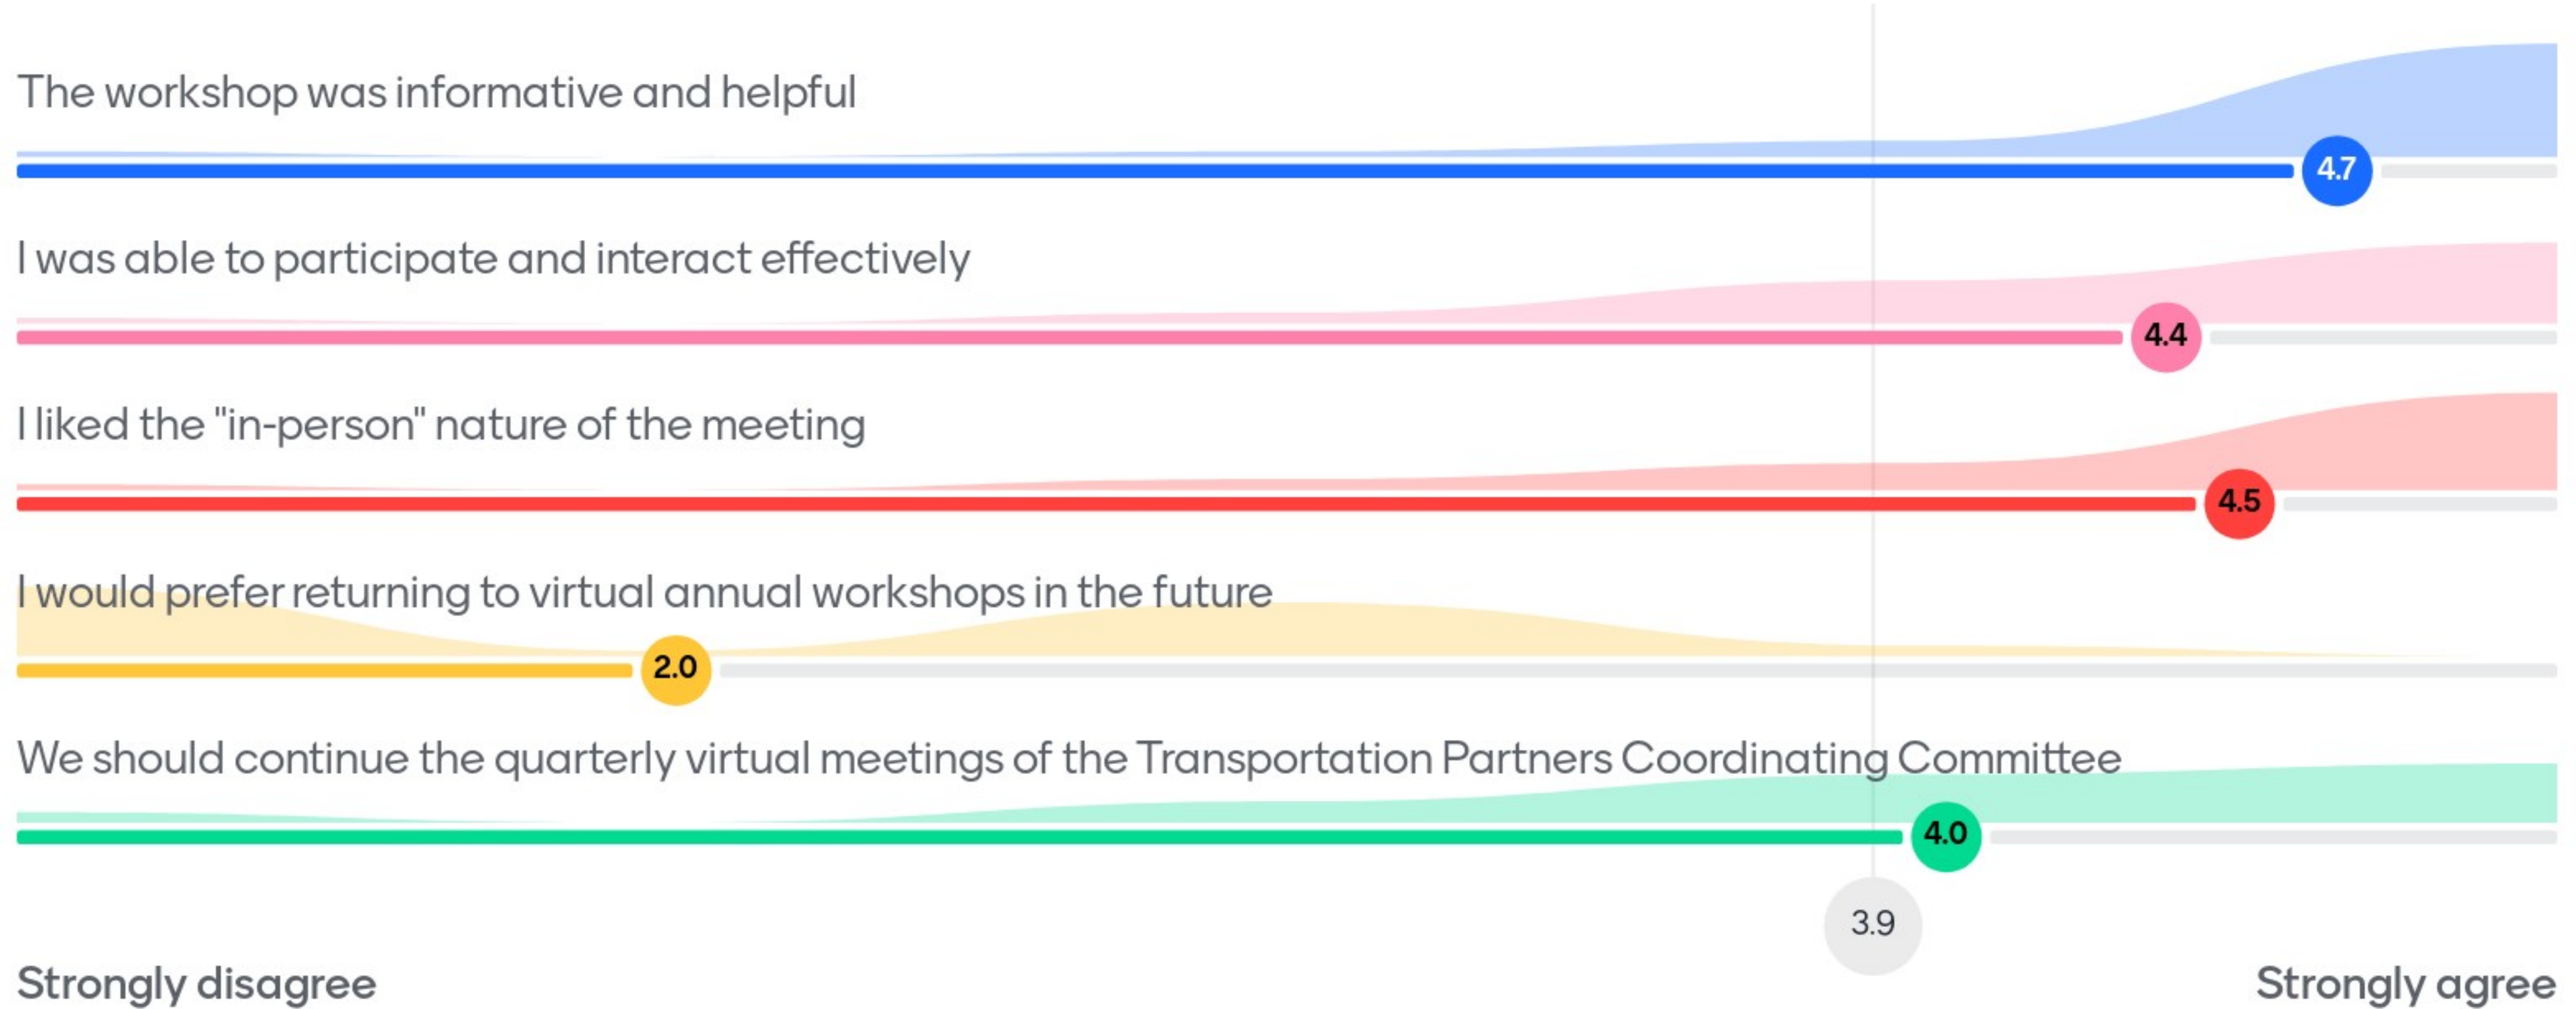 The workshop was informative and helpful
4.7
I was able to participate and interact effectively
4.4
I liked the "in-person" nature of the meeting
4.5
I would prefer returning to virtual annual workshops in the future
2.0
We should continue the quarterly virtual meetings of the Transportation Partners Coordinating Committee
4.0
3.9
Strongly disagree
Strongly agree